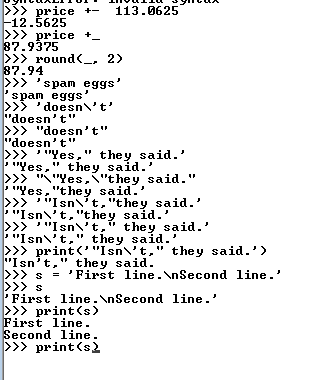 SyntaxError: invalid syntax
>>> price +- 113.0625
-12.5625
>>> price +_
87.9375
>>> round(_, 2)
87.94
>>> 'spam eggs'
'spam eggs'
>>> 'doesn\'t'
"doesn't"
>>> "doesn't"
"doesn't"
>>> '"Yes," they said.'
'"Yes," they said.'
>>> "\"Yes,\"they said."
'"Yes,"they said.'
>>> '"Isn\'t,"they said.'
'"Isn\'t,"they said.'
>>> '"Isn\'t," they said.'
'"Isn\'t," they said.'
>>> print('"Isn\'t," they said.')
"Isn't," they said.
>>> s = 'First line.\nSecond line.'
>>> s
'First line.\nSecond line.'
>>> print(s)
First line.
Second line.
>>> print(s)